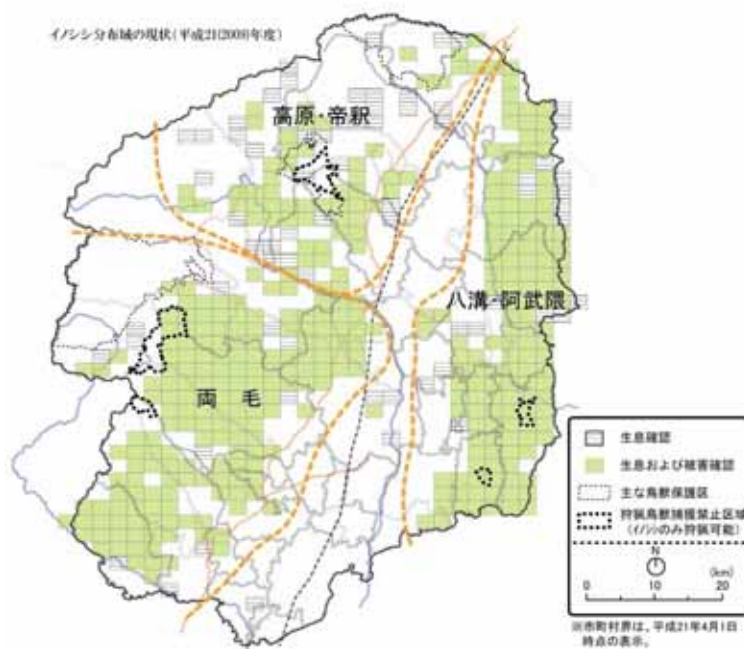 イノシシ分布域の現状(平成21(2009)年度)
高原・帝釈
八溝・阿武隈
両 毛
生息確認
生息および被害確認
主な鳥獣保護区
狩猟鳥獣捕獲禁止区域
(イノシシのみ狩猟可能)
N
(km)
0 10 20
※市町村界は、平成21年4月1日
時点の表示。